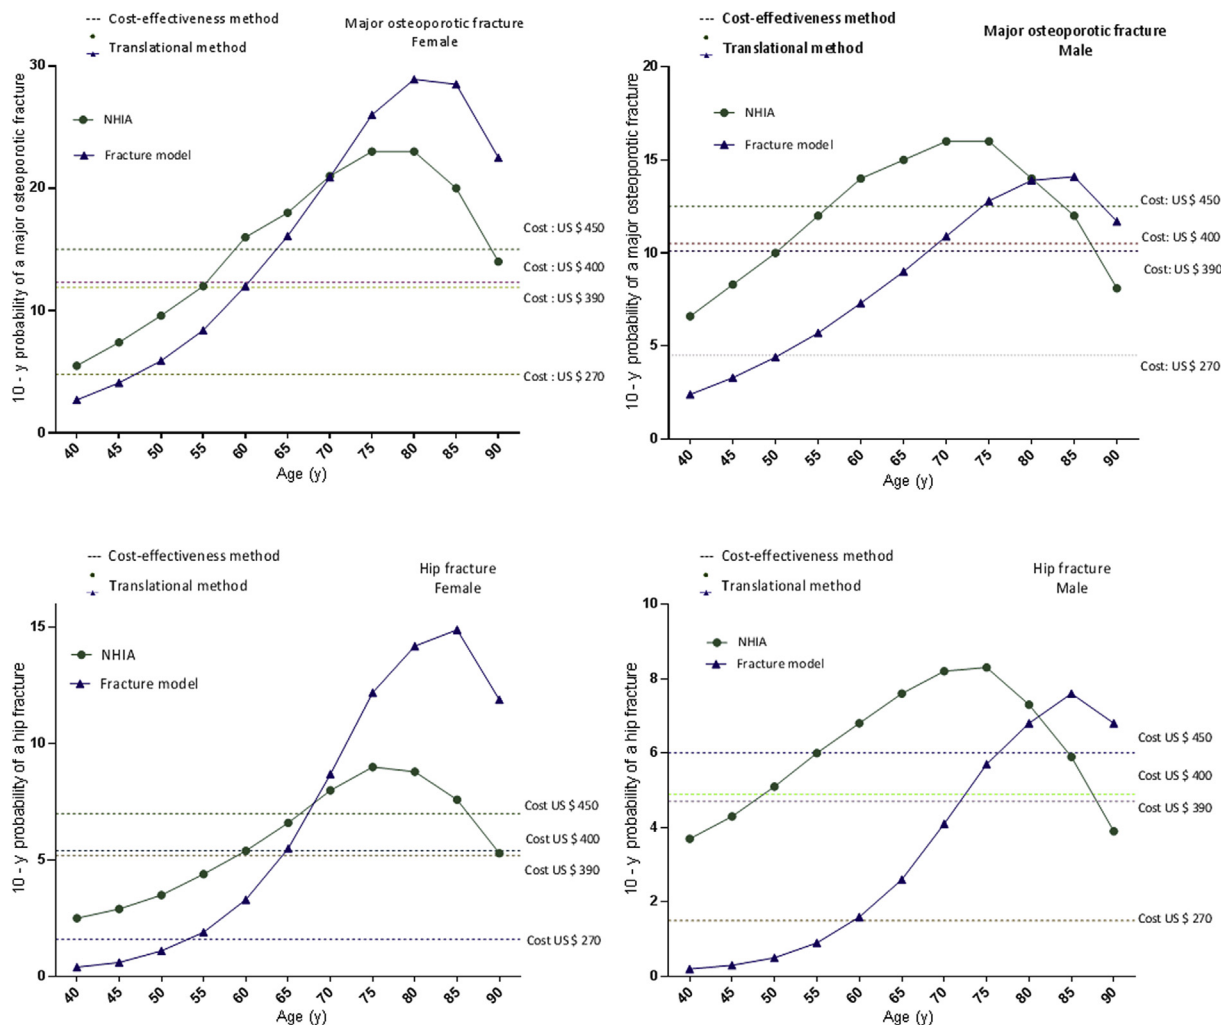 --- Cost-effectiveness method
Translational method
Major osteoporotic fracture
Female
10 - y probability of a major osteoporotic fracture
30
20
10
0
NHIA
Fracture model
Cost : US $ 450
Cost : US $ 400
Cost : US $ 390
Cost : US $ 270
40 45 50 55 60 65 70 75 80 85 90
Age (y)
--- Cost-effectiveness method
Translational method
Major osteoporotic fracture
Male
10 - y probability of a major osteoporotic fracture
20
15
10
5
0
NHIA
Fracture model
Cost: US $ 450
Cost: US $ 400
Cost: US $ 390
Cost: US $ 270
40 45 50 55 60 65 70 75 80 85 90
Age (y)
--- Cost-effectiveness method
Translational method
Hip fracture
Female
10 - y probability of a hip fracture
15
10
5
0
NHIA
Fracture model
Cost US $ 450
Cost US $ 400
Cost US $ 390
Cost US $ 270
40 45 50 55 60 65 70 75 80 85 90
Age (y)
--- Cost-effectiveness method
Translational method
Hip fracture
Male
10 - y probability of a hip fracture
10
8
6
4
2
0
NHIA
Fracture model
Cost US $ 450
Cost US $ 400
Cost US $ 390
Cost US $ 270
40 45 50 55 60 65 70 75 80 85 90
Age (y)